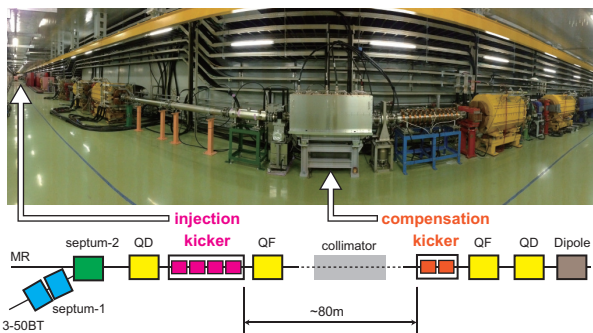 injection
kicker
compensation
kicker
MR
septum-2
QD
QF
collimator
QF
QD
Dipole
septum-1
3-50BT
~80m